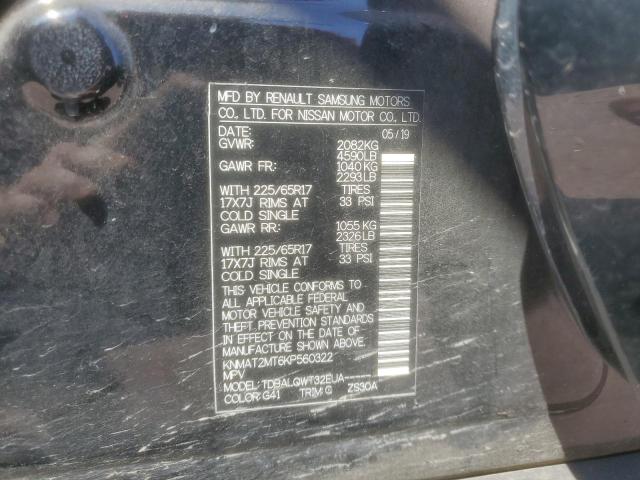 MFD BY RENAULT SAMSUNG MOTORS
CO., LTD. FOR NISSAN MOTOR CO., LTD.
DATE: 05/19
GVWR: 2082KG
4590LB
GAWR FR: 1040KG
2293LB
WITH 225/65R17 TIRES
17X7J RIMS AT 33 PSI
COLD SINGLE
GAWR RR: 1055 KG
2326LB
WITH 225/65R17 TIRES
17X7J RIMS AT 33 PSI
COLD SINGLE
THIS VEHICLE CONFORMS TO
ALL APPLICABLE FEDERAL
MOTOR VEHICLE SAFETY AND
THEFT PREVENTION STANDARDS
IN EFFECT ON THE DATE OF
MANUFACTURE SHOWN ABOVE.
KNMAT2MT6KP560322
MPV
MODEL: TDBALQWT32EUA-----
COLOR: G41 TRIM: G ZS30A